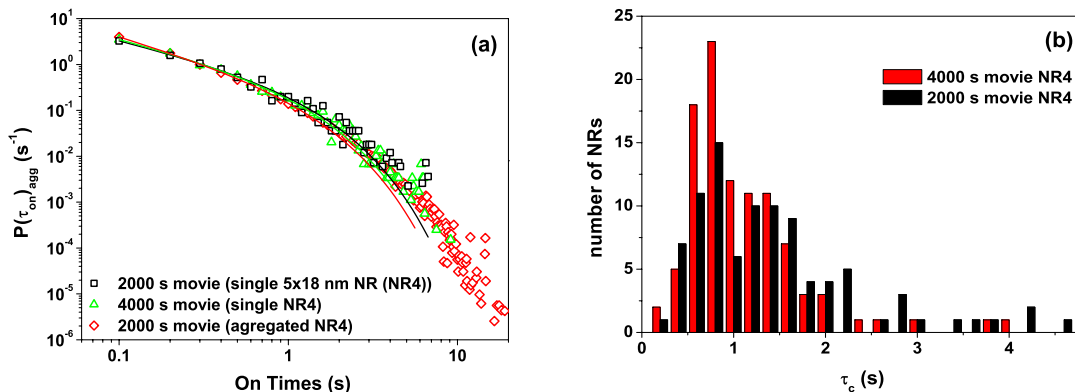 (a)
10^1
10^0
10^-1
10^-2
10^-3
10^-4
10^-5
10^-6
P(τ_on)_agg (s^-1)
2000 s movie (single 5x18 nm NR (NR4))
4000 s movie (single NR4)
2000 s movie (agregated NR4)
0.1 1 10
On Times (s)
(b)
25
20
15
10
5
0
number of NRs
4000 s movie NR4
2000 s movie NR4
0 1 2 3 4
τ_c (s)